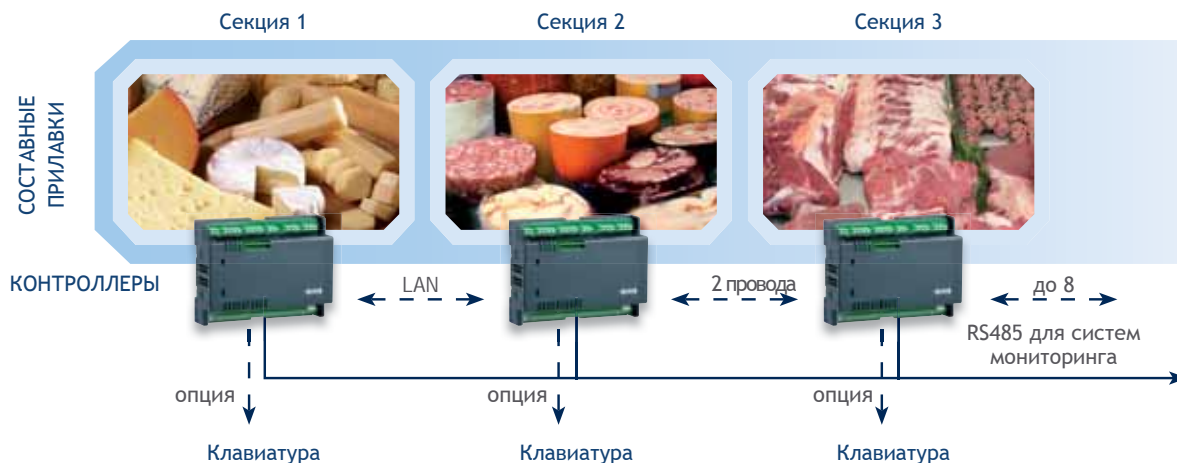 Секция 1
Секция 2
Секция 3
СОСТАВНЫЕ
ПРИЛАВКИ
КОНТРОЛЛЕРЫ
LAN
2 провода
до 8
RS485 для систем
мониторинга
опция
опция
опция
Клавиатура
Клавиатура
Клавиатура